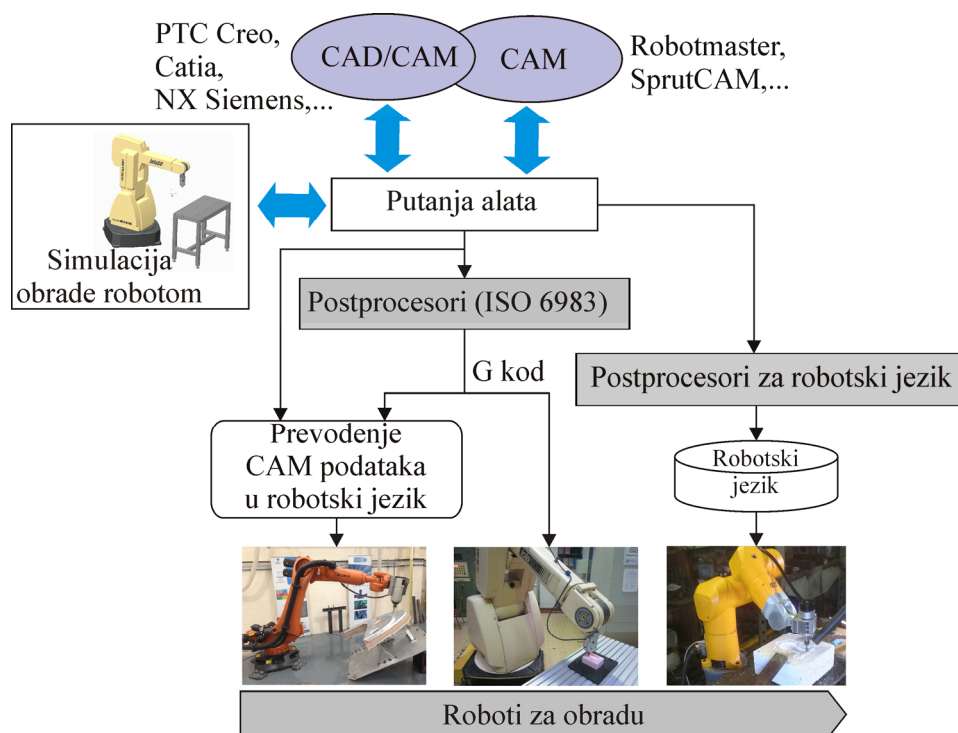 PTC Creo,
Catia,
NX Siemens,...
CAD/CAM
CAM
Robotmaster,
SprutCAM,...
Simulacija
obrade robotom
Putanja alata
Postprocesori (ISO 6983)
G kod
Postprocesori za robotski jezik
Prevođenje
CAM podataka
u robotski jezik
Robotski
jezik
Roboti za obradu